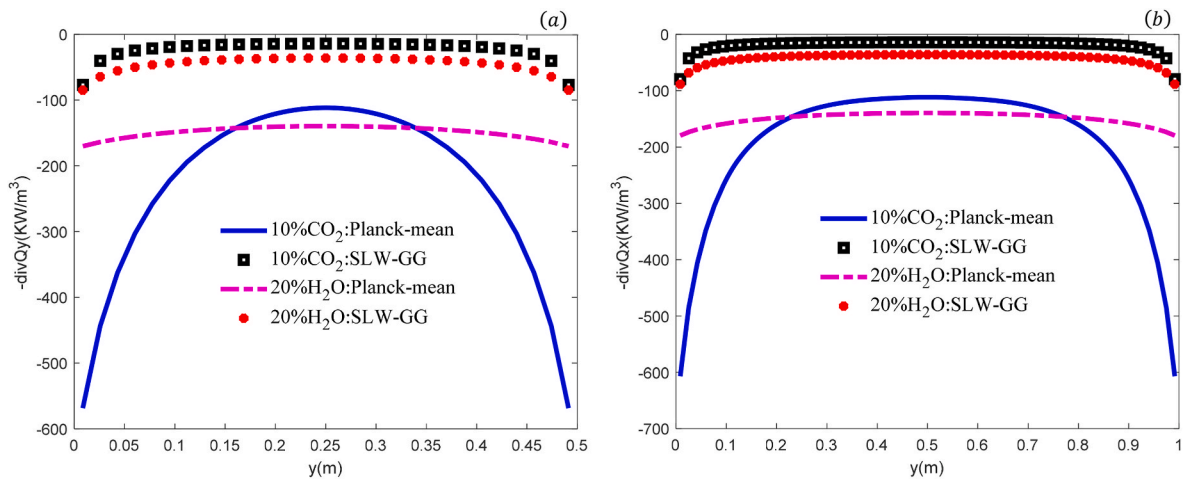 (a)
0
-100
-200
-300
-400
-500
-600
-divQy(KW/m³)
10%CO₂:Planck-mean
10%CO₂:SLW-GG
20%H₂O:Planck-mean
20%H₂O:SLW-GG
0 0.05 0.1 0.15 0.2 0.25 0.3 0.35 0.4 0.45 0.5
y(m)
(b)
0
-100
-200
-300
-400
-500
-600
-700
-divQx(KW/m³)
10%CO₂:Planck-mean
10%CO₂:SLW-GG
20%H₂O:Planck-mean
20%H₂O:SLW-GG
0 0.1 0.2 0.3 0.4 0.5 0.6 0.7 0.8 0.9 1
y(m)